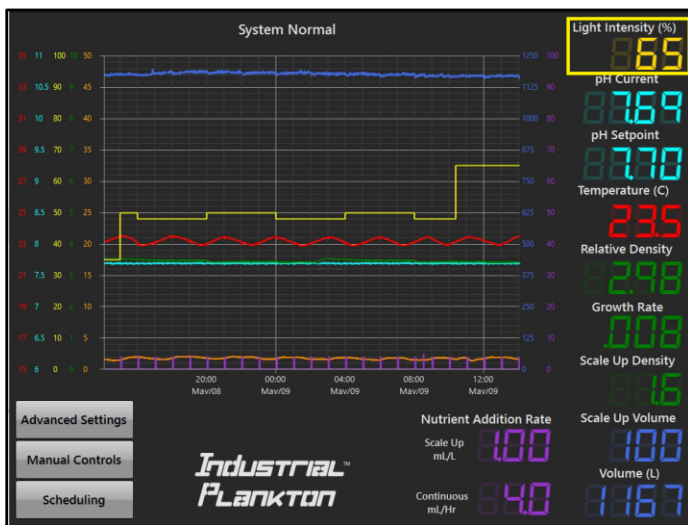 System Normal
Light Intensity (%)
65
pH Current
7.69
pH Setpoint
7.70
Temperature (C)
23.5
Relative Density
2.98
Growth Rate
.008
Scale Up Density
1.6
Scale Up Volume
100
Volume (L)
1167
35 11 100 10 50 1250 100
33 10.5 90 9 45 1125 90
31 10 80 8 40 1000 80
29 9.5 70 7 35 875 70
27 9 60 6 30 750 60
25 8.5 50 5 25 625 50
23 8 40 4 20 500 40
21 7.5 30 3 15 375 30
19 7 20 2 10 250 20
17 6.5 10 1 5 125 10
15 6 0 0 0 0 0
20:00 00:00 04:00 08:00 12:00
May/08 May/09 May/09 May/09 May/09
Advanced Settings
Manual Controls
Scheduling
Industrial™
Plankton
Nutrient Addition Rate
Scale Up
mL/L
1.00
Continuous
mL/Hr
4.0